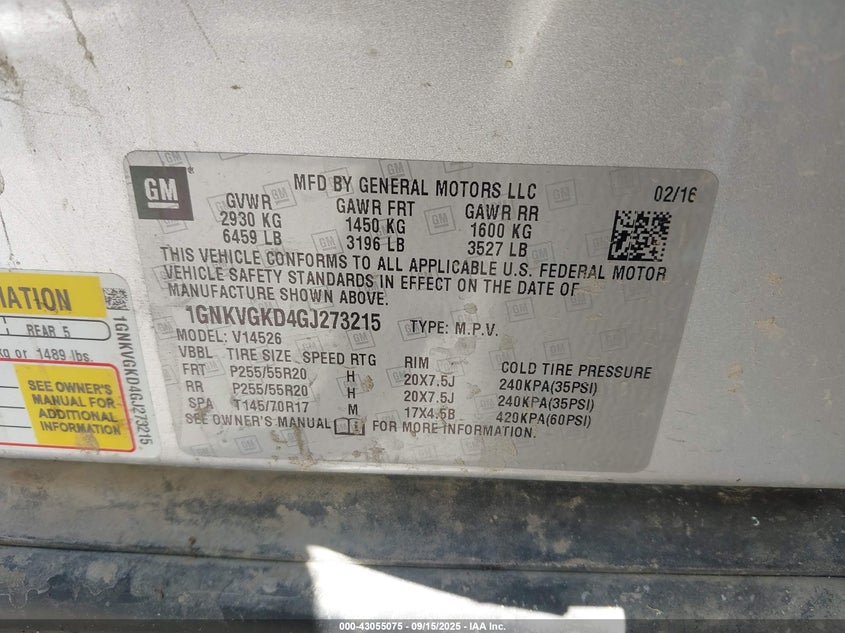 GM
MFD BY GENERAL MOTORS LLC
02/16
GVWR GAWR FRT GAWR RR
2930 KG 1450 KG 1600 KG
6459 LB 3196 LB 3527 LB
THIS VEHICLE CONFORMS TO ALL APPLICABLE U.S. FEDERAL MOTOR
VEHICLE SAFETY STANDARDS IN EFFECT ON THE DATE OF
MANUFACTURE SHOWN ABOVE.
1GNKVGKD4GJ273215 TYPE: M.P.V.
MODEL: V14526
VBBL TIRE SIZE SPEED RTG RIM COLD TIRE PRESSURE
FRT P255/55R20 H 20X7.5J 240KPA(35PSI)
RR P255/55R20 H 20X7.5J 240KPA(35PSI)
SPA T145/70R17 M 17X4.5B 420KPA(60PSI)
SEE OWNER'S MANUAL FOR MORE INFORMATION.
MATION
REAR 5
kg or 1489 lbs.
SEE OWNER'S
MANUAL FOR
ADDITIONAL
INFORMATION
1GNKVGKD4GJ273215
000-43055075 - 09/15/2025 - IAA Inc.